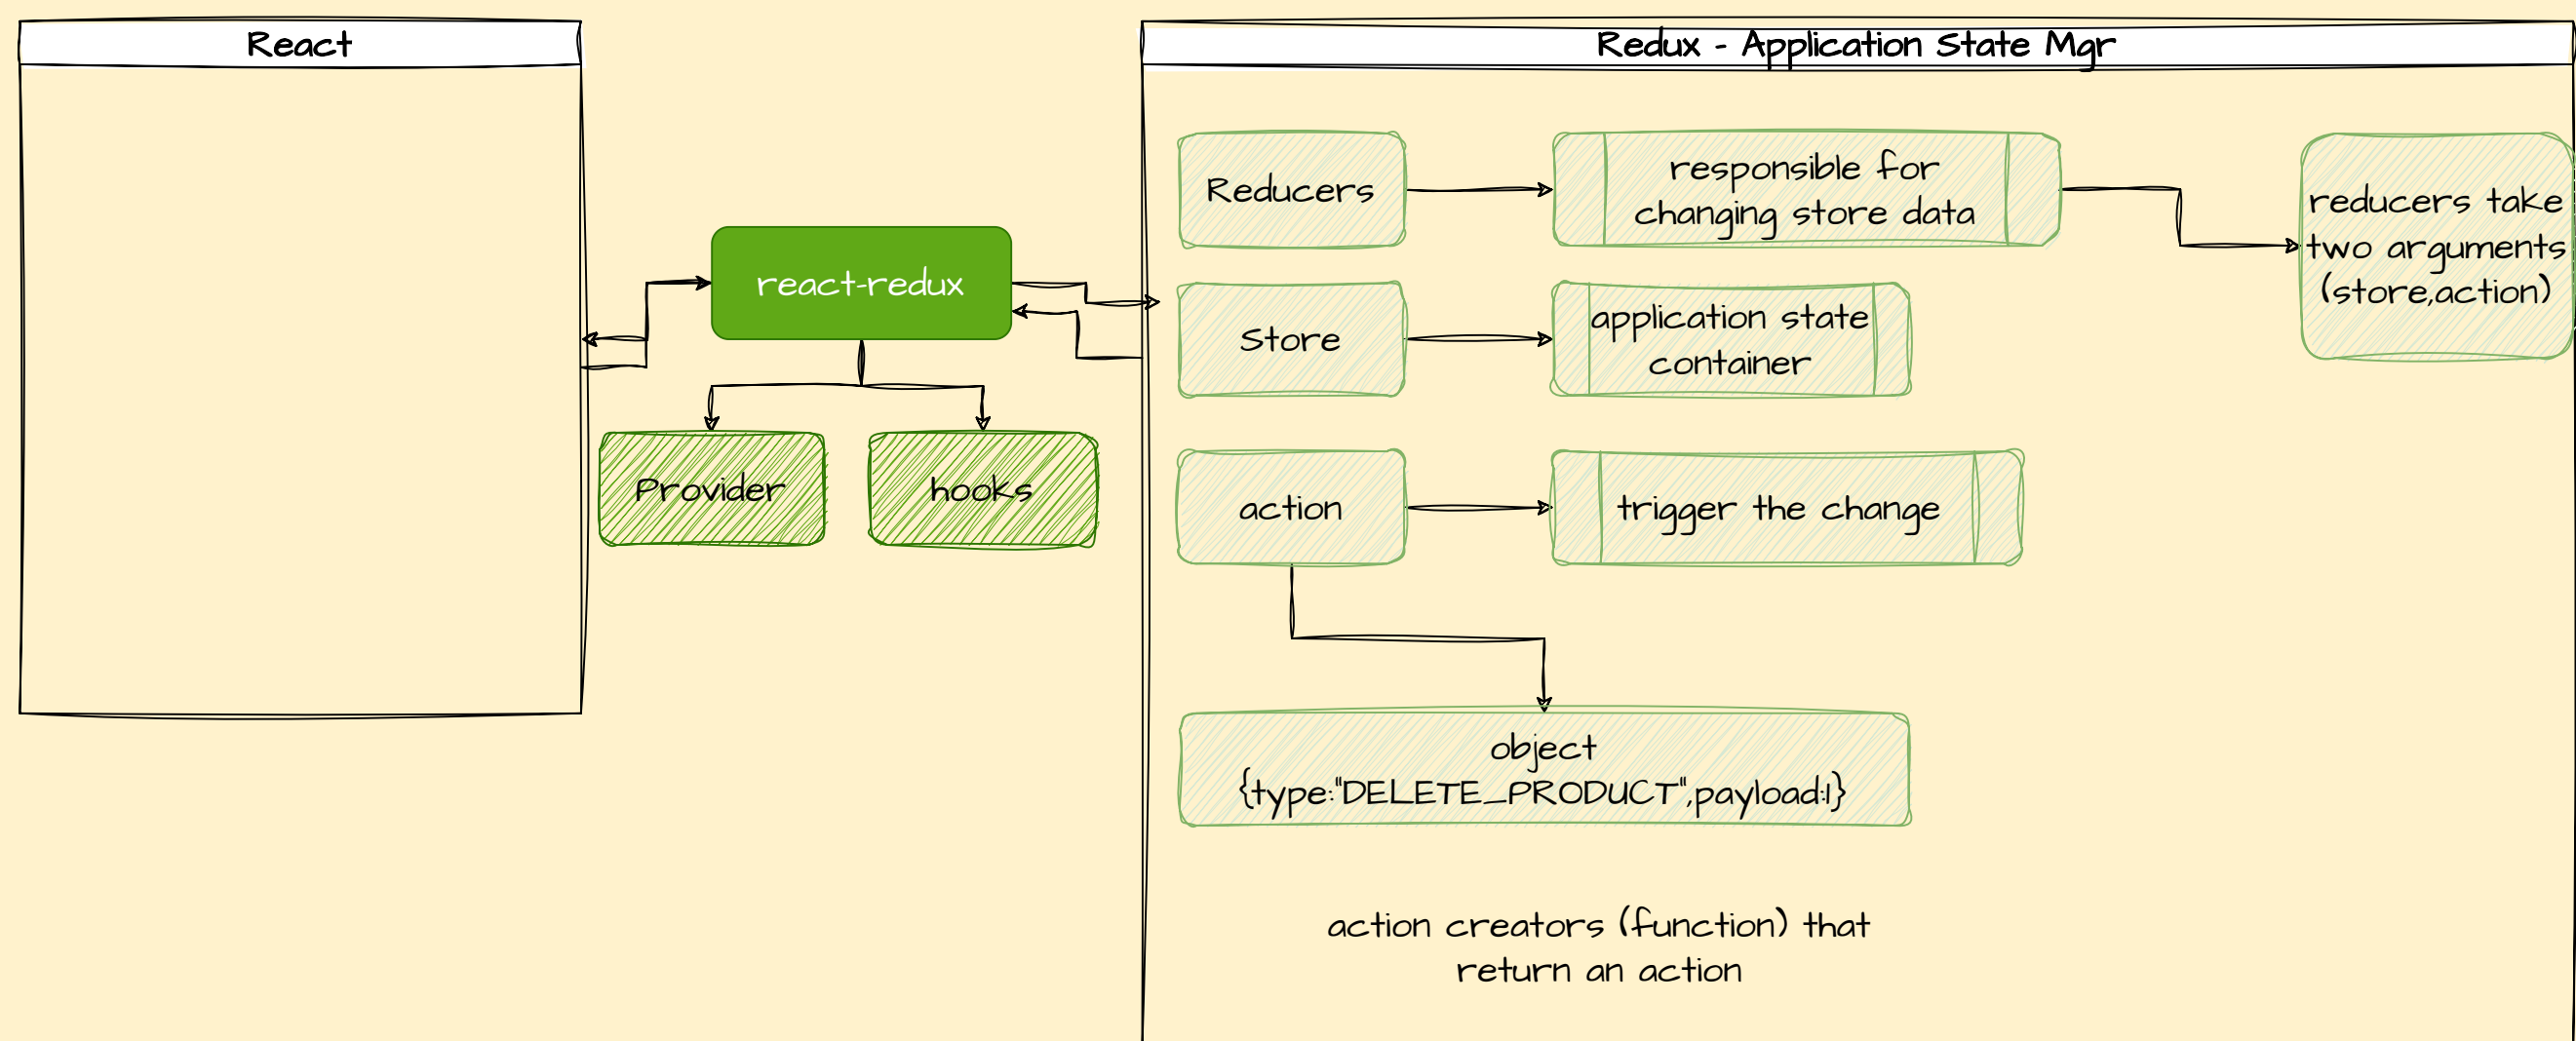 React
Redux - Application State Mgr
react-redux
Provider
hooks
Reducers
responsible for
changing store data
reducers take
two arguments
(store,action)
Store
application state
container
action
trigger the change
object
{type:"DELETE_PRODUCT",payload:1}
action creators (function) that
return an action